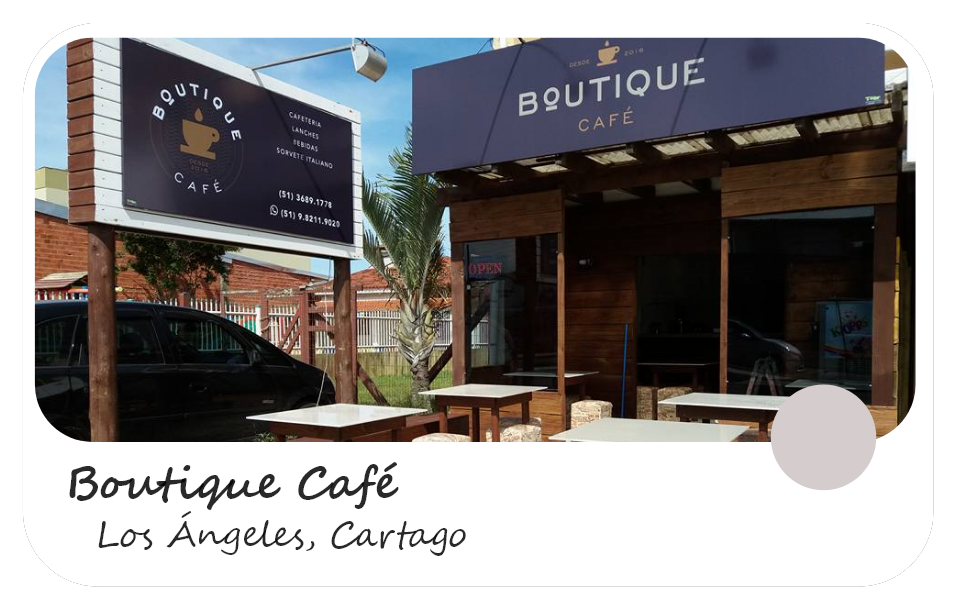 BOUTIQUE
CAFÉ
DESDE
2016
CAFETERIA
LANCHES
BEBIDAS
SORVETE ITALIANO
(51) 3689.1778
(51) 9.8211.9020
DESDE 2016
BOUTIQUE
CAFÉ
OPEN
Boutique Café
Los Ángeles, Cartago